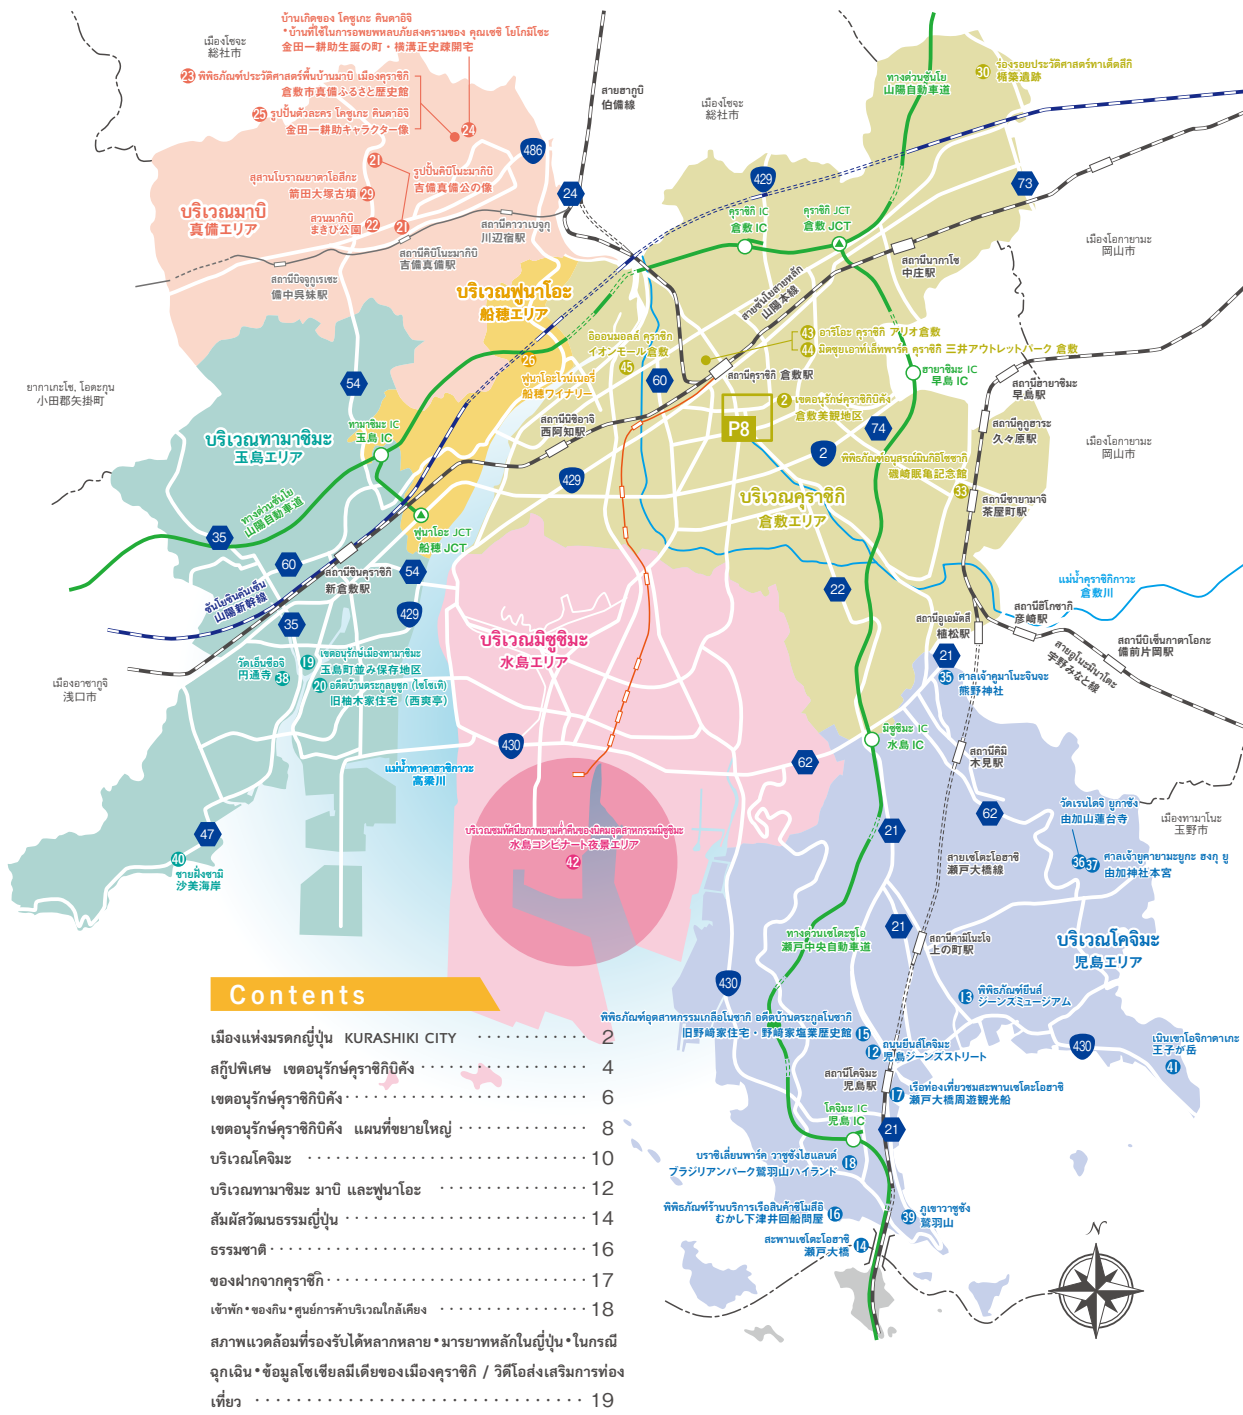 บ้านเกิดของ โคซูเกะ คินดาอิจิ
•บ้านที่ใช้ในการอพยพหลบภัยสงครามของ คุณเซชิ โยโกมิโซะ
金田一耕助生誕の町・横溝正史疎開宅
เมืองโซจะ
総社市
23 พิพิธภัณฑ์ประวัติศาสตร์พื้นบ้านมาบิ เมืองคุราชิกิ
倉敷市真備ふるさと歴史館
25 รูปปั้นตัวละคร โคซูเกะ คินดาอิจิ
金田一耕助キャラクター像
24
สายฮากูบิ
伯備線
เมืองโซจะ
総社市
ทางด่วนซันโย
山陽自動車道
30 ร่องรอยประวัติศาสตร์ทาเต็ตสึกิ
楯築遺跡
486
24
429
73
21
รูปปั้นคิบิโนะมากิบิ
吉備真備公の像
สุสานโบราณยาดาโอสึกะ
箭田大塚古墳 29
บริเวณมาบิ
真備エリア
สวนมากิบิ
まきび公園 22
21
สถานีคาวาเบจูกุ
川辺宿駅
สถานีคิบิโนะมากิบิ
吉備真備駅
สถานีบิจจูกูเรเซะ
備中呉妹駅
คุราชิกิ IC
倉敷 IC
คุราชิกิ JCT
倉敷 JCT
เมืองโอกายามะ
岡山市
สถานีนากาโช
中庄駅
สายซันโยสายหลัก
山陽本線
บริเวณฟูนาโอะ
船穂エリア
อิออนมอลล์ คุราชิกิ
イオンモール倉敷
45
43 อาริโอะ คุราชิกิ アリオ倉敷
44 มิตซุยเอาท์เล็ทพาร์ค คุราชิกิ 三井アウトレットパーク 倉敷
26
ฟูนาโอะไวน์เนอรี่
船穂ワイナリー
60
สถานีคุราชิกิ 倉敷駅
ฮายาชิมะ IC
早島 IC
สถานีฮายาชิมะ
早島駅
ยากาเกะโช, โอดะกุน
小田郡矢掛町
54
2 เขตอนุรักษ์คุราชิกิบิคัง
倉敷美観地区
P8
74
2
สถานีคูกูฮาระ
久々原駅
เมืองโอกายามะ
岡山市
ทามาชิมะ IC
玉島 IC
บริเวณทามาชิมะ
玉島エリア
สถานีนิชิอาจิ
西阿知駅
429
พิพิธภัณฑ์อนุสรณ์มินกิอิโซซากิ
磯崎眠亀記念館
33
บริเวณคุราชิกิ
倉敷エリア
สถานีชายามาจิ
茶屋町駅
ทางด่วนซันโย
山陽自動車道
35
ฟูนาโอะ JCT
船穂 JCT
60
สถานีชินคุราชิกิ
新倉敷駅
54
429
22
แม่น้ำคุราชิกิกาวะ
倉敷川
ซันโยชินคันเซ็น
山陽新幹線
35
สถานีอูเอมัตสึ
植松駅
สถานีฮิโกซากิ
彦崎駅
สถานีบิเซ็นกาตาโอกะ
備前片岡駅
สายอูโนะมินาโตะ
宇野みなと線
บริเวณมิซูชิมะ
水島エリア
เมืองอาซากูจิ
浅口市
วัดเอ็นซือจิ
円通寺 38
19 เขตอนุรักษ์เมืองทามาชิมะ
玉島町並み保存地区
20 อดีตบ้านตระกูลยูซูกิ (ไซโซเท)
旧柚木家住宅 (西爽亭)
21
35 ศาลเจ้าคูมาโนะจินจะ
熊野神社
430
มิซูชิมะ IC
水島 IC
62
สถานีคิมิ
木見駅
แม่น้ำทาคาฮาชิกาวะ
高梁川
62
วัดเรนไดจิ ยูกาซัง
由加山蓮台寺
เมืองทามาโนะ
玉野市
47
40
ชายฝั่งซามิ
沙美海岸
บริเวณชมทัศนียภาพยามค่ำคืนของนิคมอุตสาหกรรมมิซูชิมะ
水島コンビナート夜景エリア
42
21
สายเซโตะโอฮาชิ
瀬戸大橋線
36 37 ศาลเจ้ายูคายามะยูกะ ฮงกุ ยู
由加神社本宮
21
ทางด่วนเซโตะชูโอ
瀬戸中央自動車道
สถานีคามิโนะโจ
上の町駅
บริเวณโคจิมะ
児島エリア
430
13 พิพิธภัณฑ์ยีนส์
ジーンズミュージアム
พิพิธภัณฑ์อุตสาหกรรมเกลือโนซากิ อดีตบ้านตระกูลโนซากิ
旧野﨑家住宅・野﨑家塩業歴史館 15
12 ถนนยีนส์โคจิมะ
児島ジーンズストリート
430
เนินเขาโอจิกาดาเกะ
王子が岳
41
สถานีโคจิมะ
児島駅
17 เรือท่องเที่ยวชมสะพานเซโตะโอฮาชิ
瀬戸大橋周遊観光船
โคจิมะ IC
児島 IC
21
บราซิเลี่ยนพาร์ค วาชูซังไฮแลนด์
ブラジリアンパーク鷲羽山ハイランド
18
พิพิธภัณฑ์ร้านบริการเรือสินค้าชิโมสึอิ
むかし下津井回船問屋 16
39 ภูเขาวาชูซัง
鷲羽山
สะพานเซโตะโอฮาชิ
瀬戸大橋 14
N
Contents
เมืองแห่งมรดกญี่ปุ่น KURASHIKI CITY ············ 2
สกู๊ปพิเศษ เขตอนุรักษ์คุราชิกิบิคัง ··················· 4
เขตอนุรักษ์คุราชิกิบิคัง ··························· 6
เขตอนุรักษ์คุราชิกิบิคัง แผนที่ขยายใหญ่ ·············· 8
บริเวณโคจิมะ ······························ 10
บริเวณทามาชิมะ มาบิ และฟูนาโอะ ················ 12
สัมผัสวัฒนธรรมญี่ปุ่น ··························· 14
ธรรมชาติ ·································· 16
ของฝากจากคุราชิกิ ···························· 17
เข้าพัก•ของกิน•ศูนย์การค้าบริเวณใกล้เคียง ················ 18
สภาพแวดล้อมที่รองรับได้หลากหลาย•มารยาทหลักในญี่ปุ่น•ในกรณี
ฉุกเฉิน•ข้อมูลโซเชียลมีเดียของเมืองคุราชิกิ / วิดีโอส่งเสริมการท่อง
เที่ยว ··································· 19